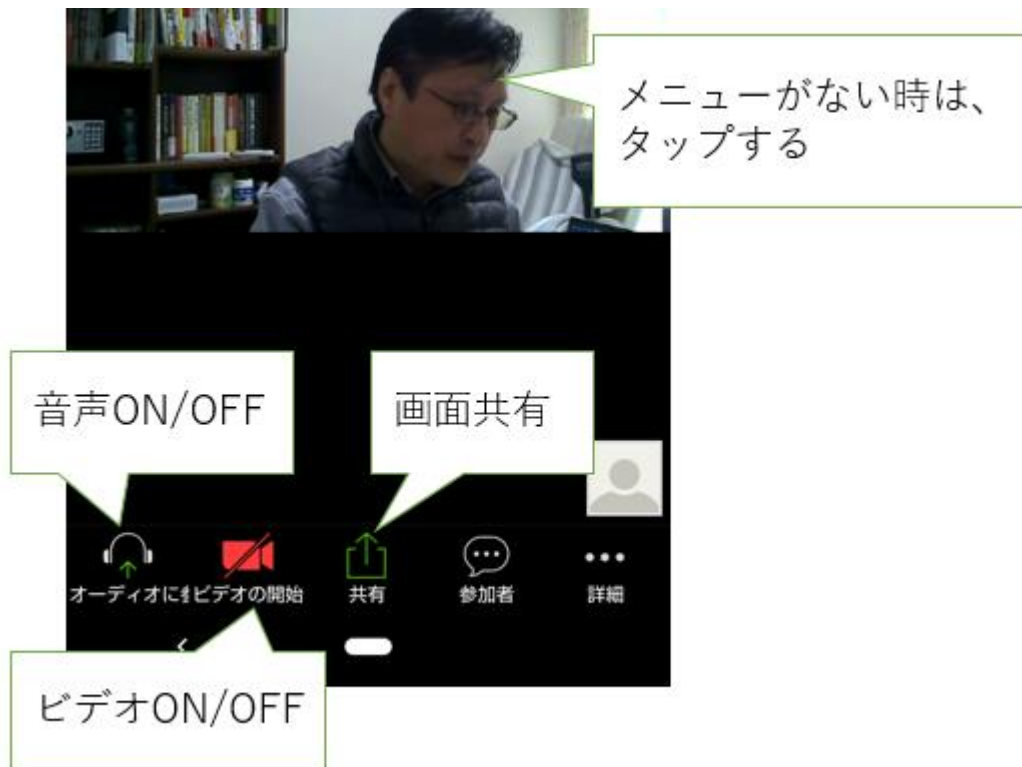 メニューがない時は、
タップする
音声ON/OFF
画面共有
オーディオに
ビデオの開始
共有
参加者
詳細
ビデオON/OFF